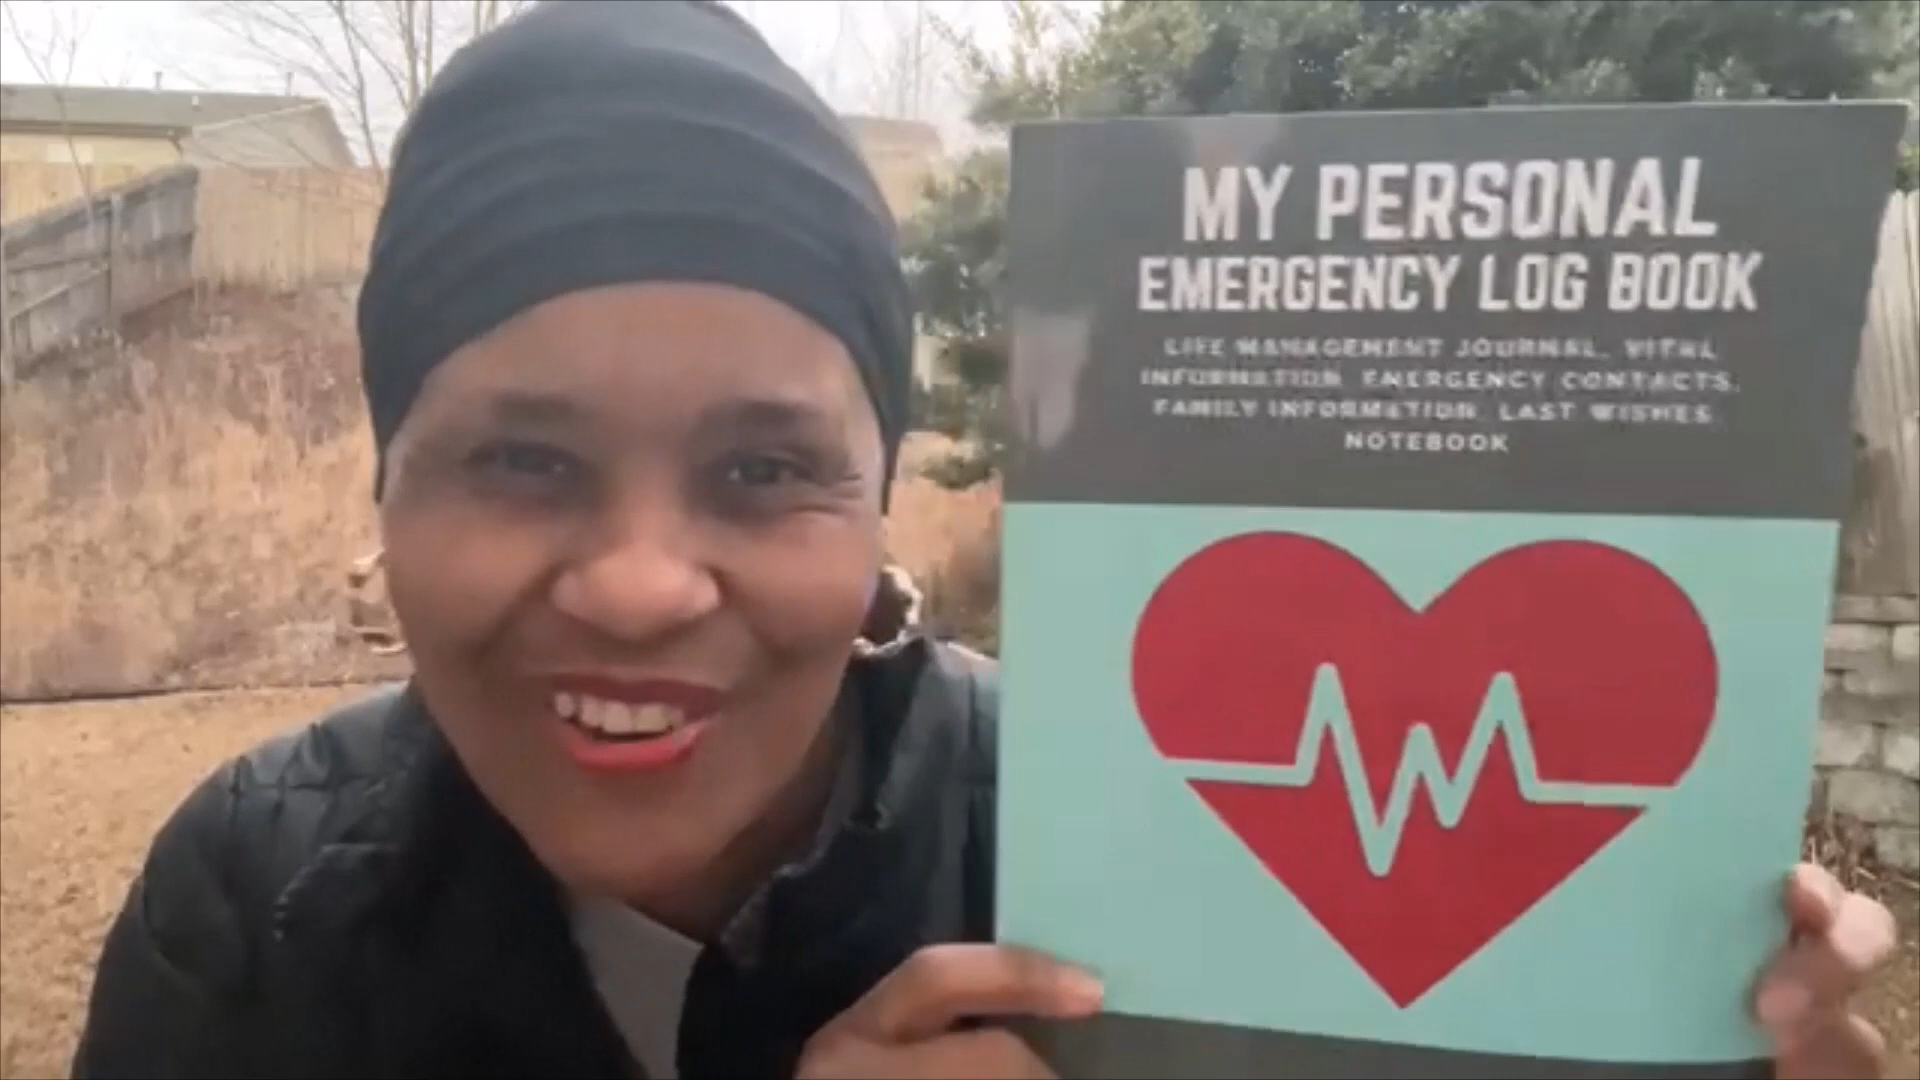 MY PERSONAL
EMERGENCY LOG BOOK
LIFE MANAGEMENT JOURNAL, VITAL
INFORMATION, EMERGENCY CONTACTS,
FAMILY INFORMATION, LAST WISHES,
NOTEBOOK